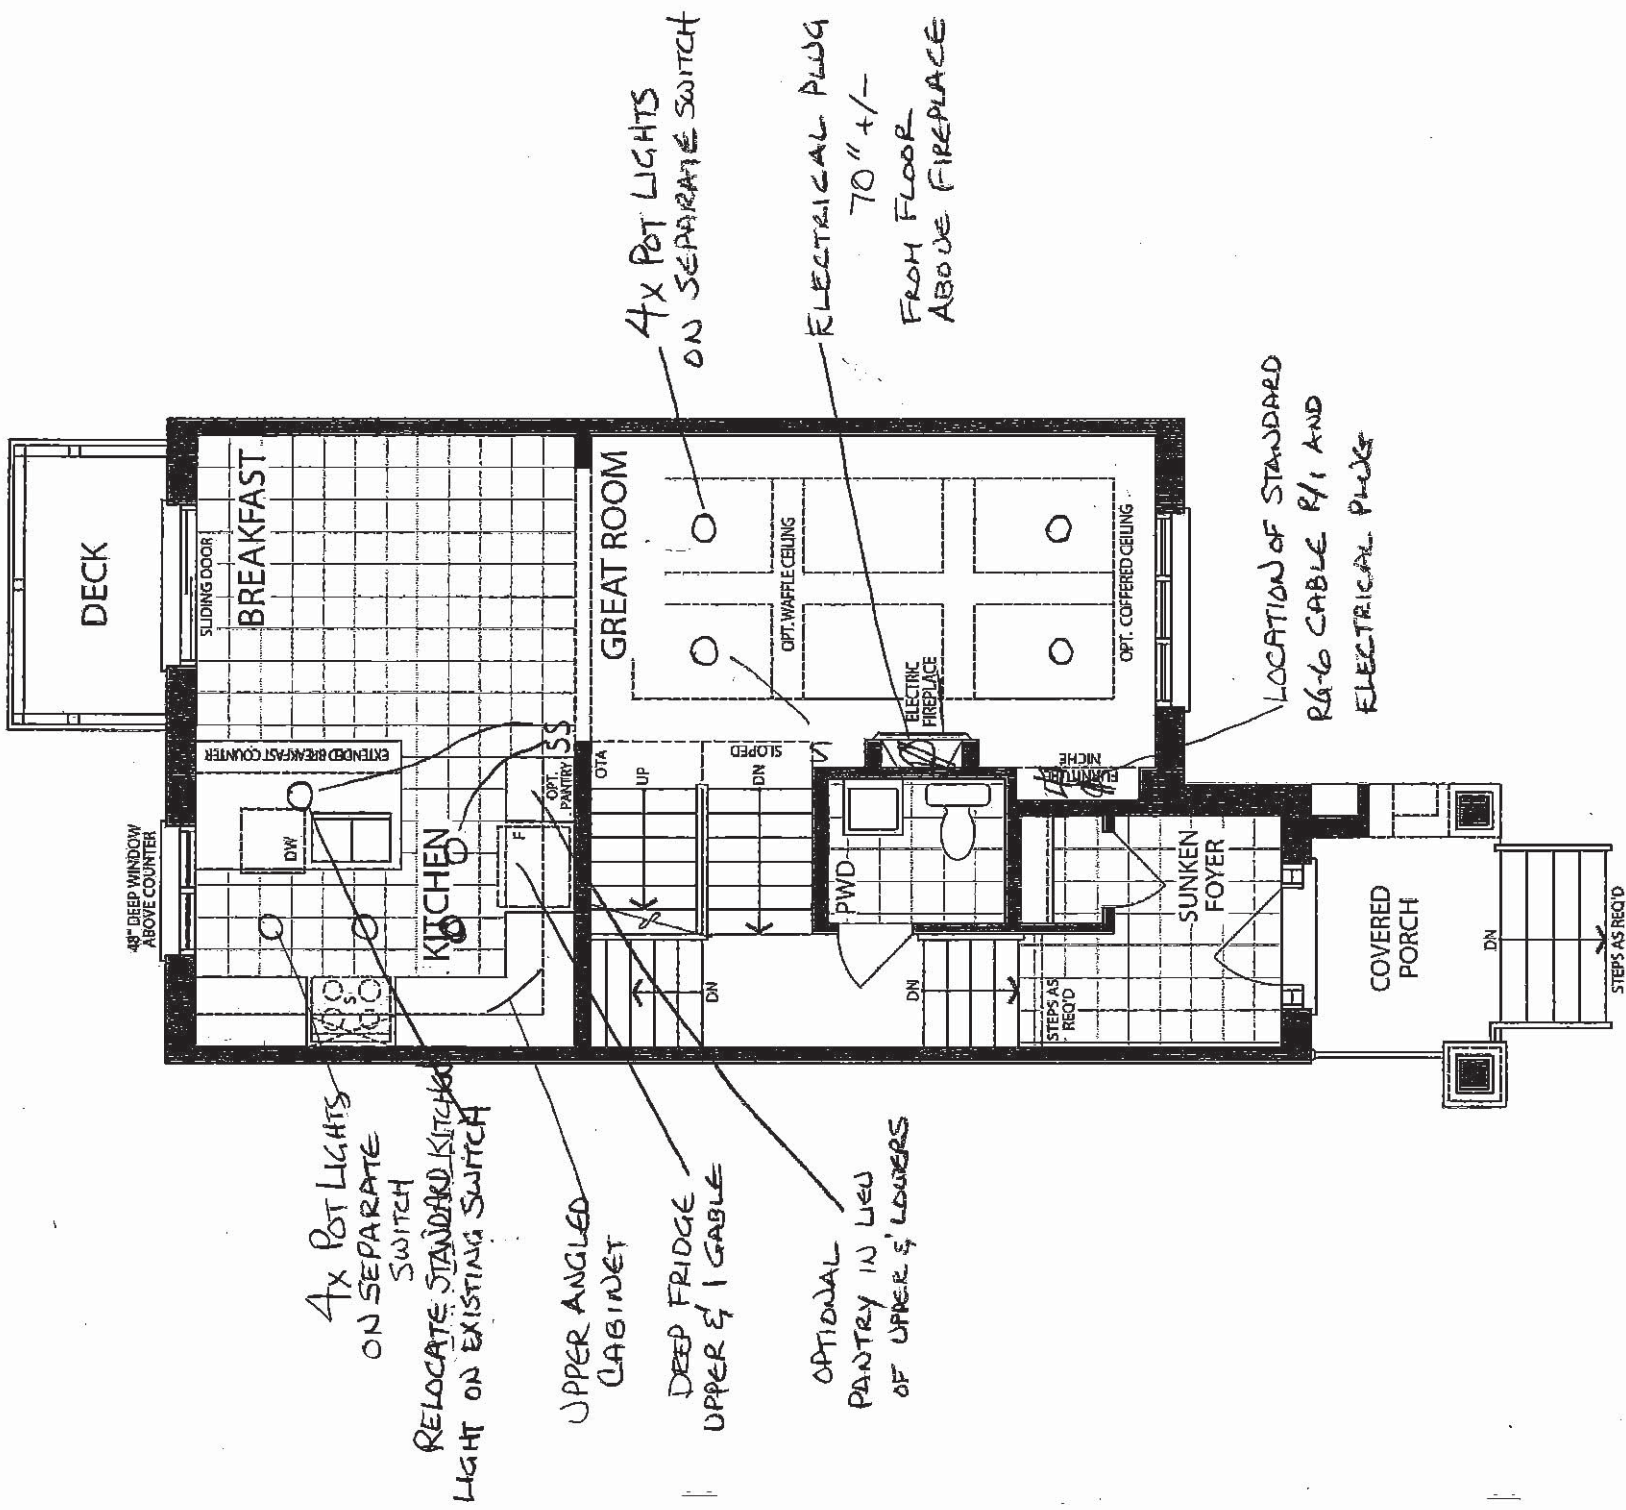 4X POT LIGHTS
ON SEPARATE SWITCH
ELECTRICAL PLUG
70" +/-
FROM FLOOR
ABOVE FIREPLACE
LOCATION OF STANDARD
RG-6 CABLE R/I AND
ELECTRICAL PLUG
DECK
SLIDING DOOR
BREAKFAST
EXTENDED BREAKFAST COUNTER
48" DEEP WINDOW
ABOVE COUNTER
DW
KITCHEN
S
F
OPT.
PANTRY
SS
OTA
UP
DN
SLOPED
S
GREAT ROOM
OPT. WAFFLE CEILING
OPT. COFFERED CEILING
ELECTRIC
FIREPLACE
FURNITURE
NICHE
PWD
SUNKEN
FOYER
DN
DN
STEPS AS
REQ'D
COVERED
PORCH
DN
STEPS AS REQ'D
4X POT LIGHTS
ON SEPARATE
SWITCH
RELOCATE STANDARD KITCHEN
LIGHT ON EXISTING SWITCH
UPPER ANGLED
CABINET
DEEP FRIDGE
UPPER & 1 GABLE
OPTIONAL
PANTRY IN LIEU
OF UPPER & LOWERS